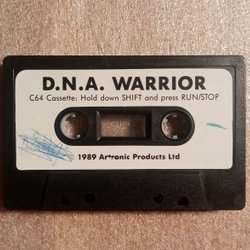 D.N.A. WARRIOR
C64 Cassette: Hold down SHIFT and press RUN/STOP
© 1989 Artronic Products Ltd